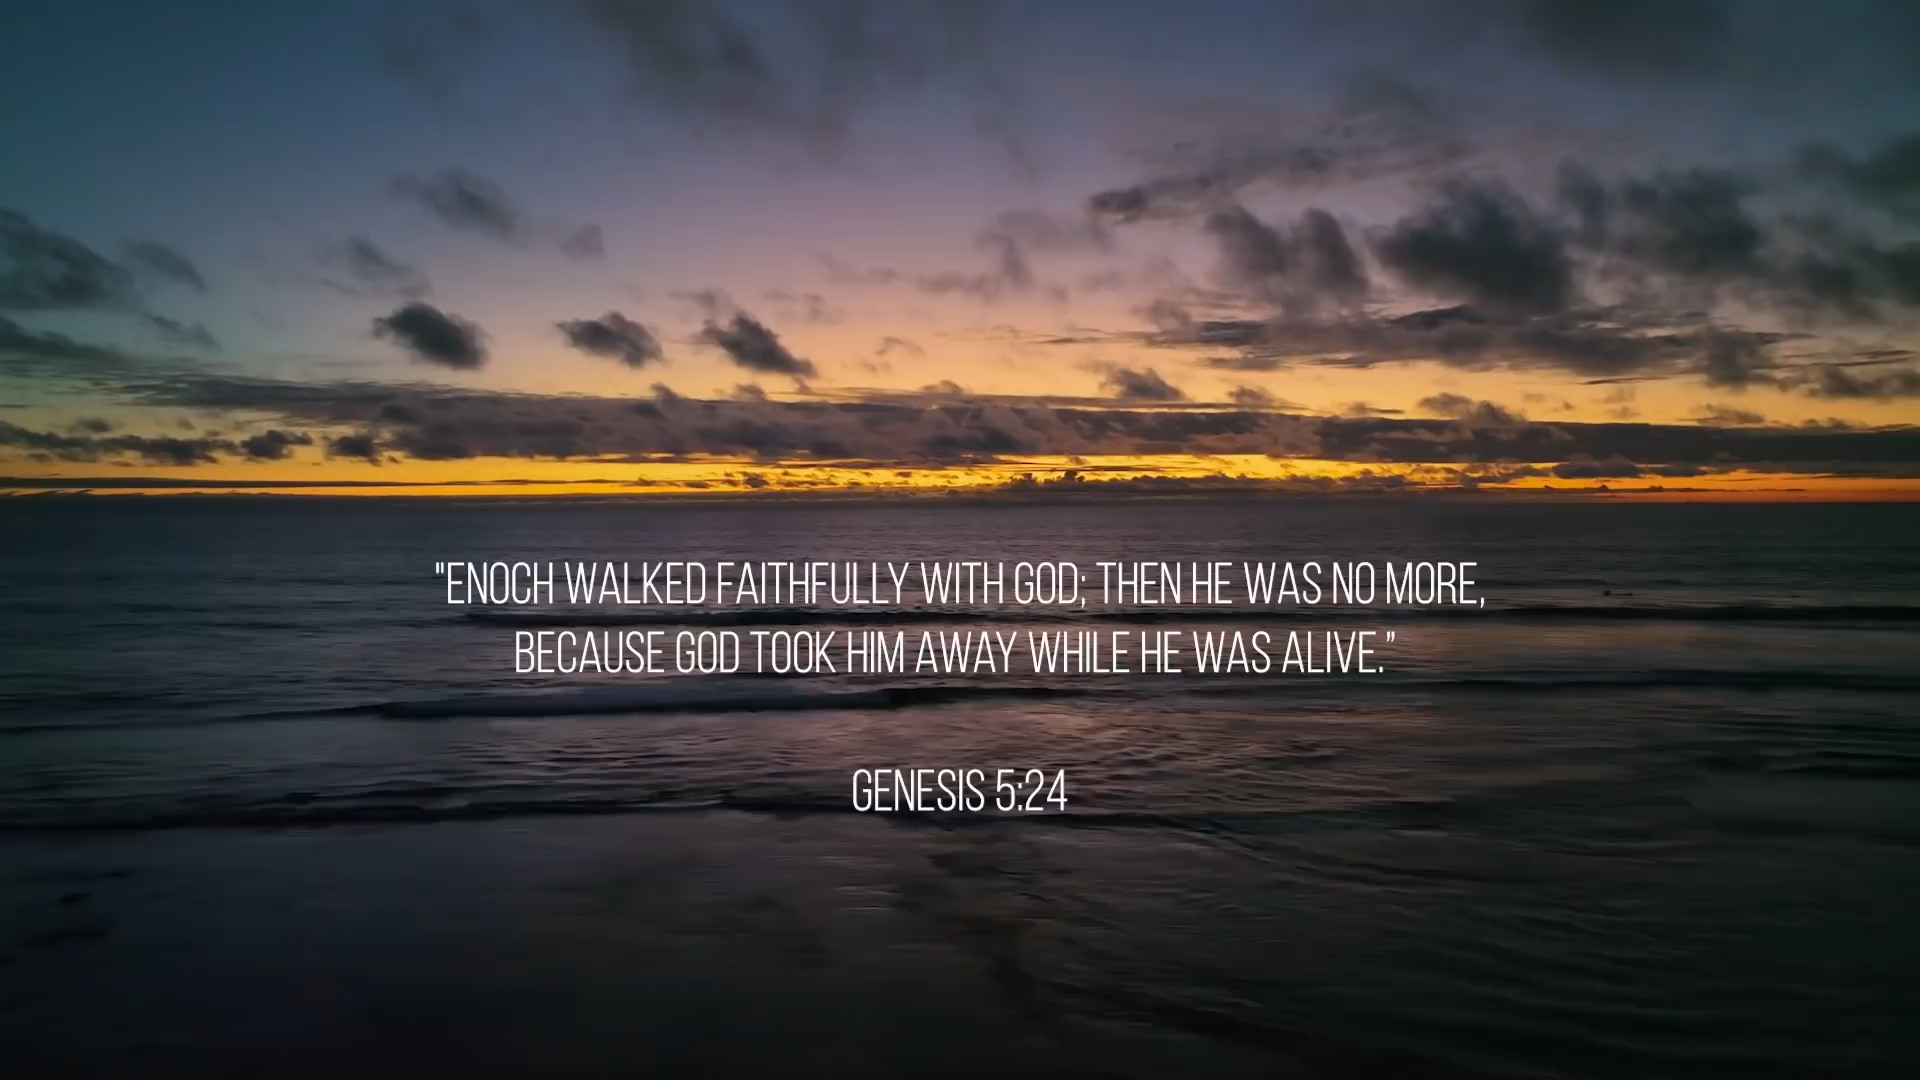 "ENOCH WALKED FAITHFULLY WITH GOD; THEN HE WAS NO MORE,
BECAUSE GOD TOOK HIM AWAY WHILE HE WAS ALIVE.”
GENESIS 5:24